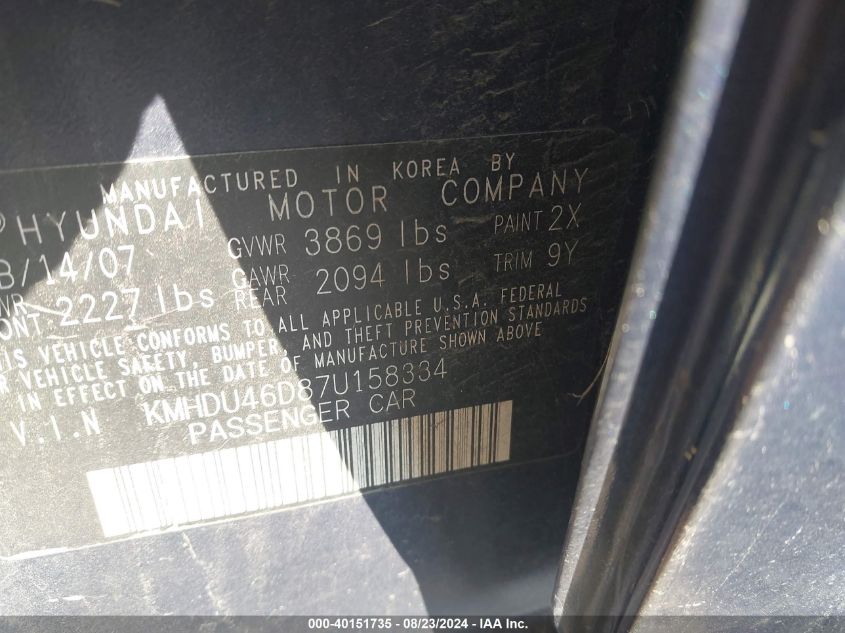 MANUFACTURED IN KOREA BY
HYUNDAI MOTOR COMPANY
/14/07 GVWR 3869 lbs PAINT 2X
2227 lbs GAWR REAR 2094 lbs TRIM 9Y
VEHICLE CONFORMS TO ALL APPLICABLE U.S.A. FEDERAL
VEHICLE SAFETY, BUMPER, AND THEFT PREVENTION STANDARDS
IN EFFECT ON THE DATE OF MANUFACTURE SHOWN ABOVE
V.I.N KMHDU46D87U158334
PASSENGER CAR
000-40151735 - 08/23/2024 - IAA Inc.